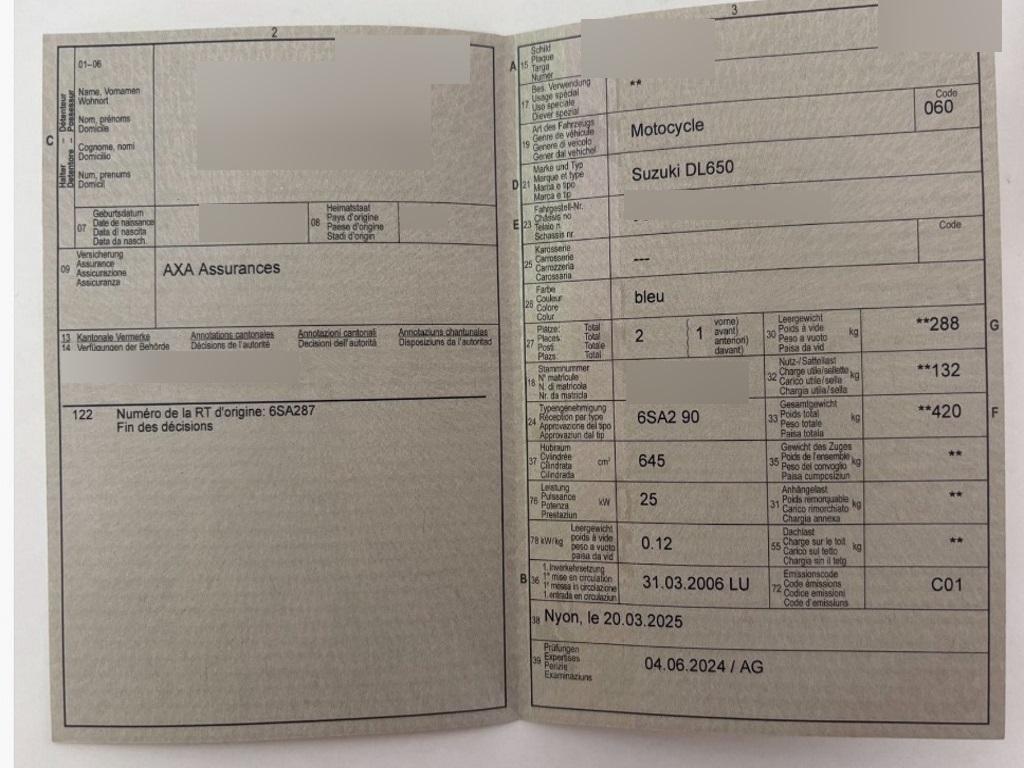 2
01–06
Name, Vornamen
Wohnort
Nom, prénoms
Domicile
Cognome, nomi
Domicilio
Num, prenums
Domicil
C
Halter – Détenteur
Detentore – Possessur
07
Geburtsdatum
Date de naissance
Data di nascita
Data da nasch.
08
Heimatstaat
Pays d'origine
Paese d'origine
Stadi d'origin
09
Versicherung
Assurance
Assicurazione
Assicuranza
AXA Assurances
13 Kantonale Vermerke Annotations cantonales Annotazioni cantonali Annotaziuns chantunales
14 Verfügungen der Behörde Décisions de l'autorité Decisioni dell'autorità Disposiziuns da l'autoritad
122 Numéro de la RT d'origine: 6SA287
Fin des décisions
3
A 15
Schild
Plaque
Targa
Numer
17
Bes. Verwendung
Usage spécial
Uso speciale
Diever spezial
**
19
Art des Fahrzeugs
Genre de véhicule
Genere di veicolo
Gener dal vehichel
Motocycle
Code
060
D 21
Marke und Typ
Marque et type
Marca e tipo
Marca e tip
Suzuki DL650
E 23
Fahrgestell-Nr.
Châssis no
Telaio n.
Schassis nr.
25
Karosserie
Carrosserie
Carrozzeria
Carossaria
---
Code
26
Farbe
Couleur
Colore
Colur
bleu
27
Plätze: Total
Places: Total
Posti: Totale
Plazs: Total
2
( 1
vorne)
avant)
anteriori)
davant)
30
Leergewicht
Poids à vide
Peso a vuoto
Paisa da vid
kg
**288
G
18
Stammnummer
N° matricule
N. di matricola
Nr. da matricla
32
Nutz-/Sattellast
Charge utile/sellette
Carico utile/sella
Chargia utila/sella
kg
**132
24
Typengenehmigung
Réception par type
Approvazione del tipo
Approvaziun dal tip
6SA2 90
33
Gesamtgewicht
Poids total
Peso totale
Paisa totala
kg
**420
F
37
Hubraum
Cylindrée
Cilindrata
Cilindrada
cm³
645
35
Gewicht des Zuges
Poids de l'ensemble
Peso del convoglio
Paisa cumposiziun
kg
**
76
Leistung
Puissance
Potenza
Prestaziun
kW
25
31
Anhängelast
Poids remorquable
Carico rimorchiato
Chargia annexa
kg
**
78 kW/kg
Leergewicht
poids à vide
peso a vuoto
paisa da vid
0.12
55
Dachlast
Charge sur le toit
Carico sul tetto
Chargia sin il tetg
kg
**
B 36
1. Inverkehrsetzung
1re mise en circulation
1a messa in circolazione
1. entrada en circulaziun
31.03.2006 LU
72
Emissionscode
Code émissions
Codice emissioni
Code d'emissiuns
C01
38 Nyon, le 20.03.2025
39
Prüfungen
Expertises
Perizie
Examinaziuns
04.06.2024 / AG